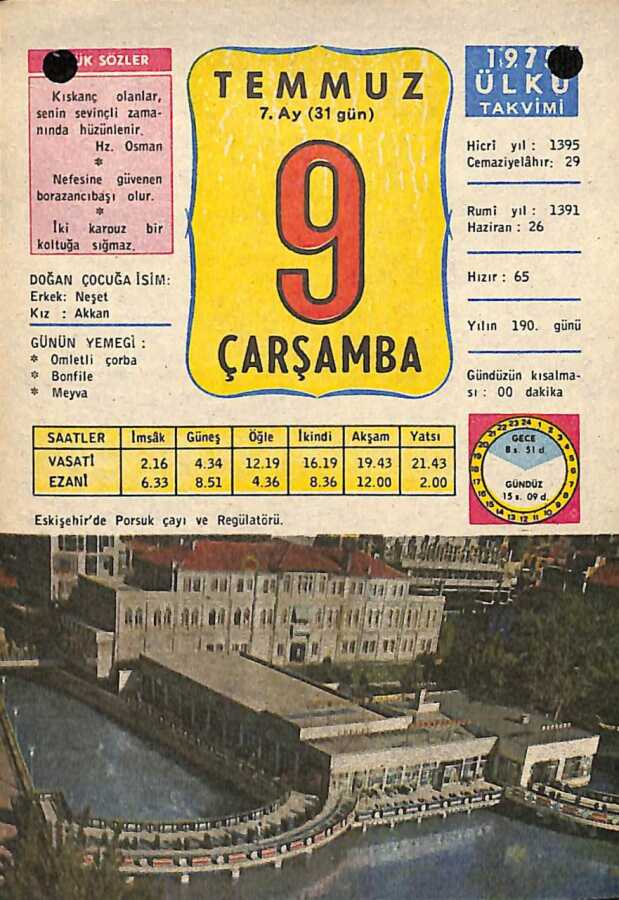 ÜK SÖZLER
Kıskanç olanlar,
senin sevinçli zama-
nında hüzünlenir.
Hz. Osman
*
Nefesine güvenen
borazancıbaşı olur.
*
İki karpuz bir
koltuğa sığmaz.
DOĞAN ÇOCUĞA İSİM:
Erkek: Neşet
Kız : Akkan
GÜNÜN YEMEGİ :
* Omletli çorba
* Bonfile
* Meyva
TEMMUZ
7. Ay (31 gün)
9
ÇARŞAMBA
197
ÜLKÜ
TAKVİMİ
Hicrî yıl : 1395
Cemaziyelâhır: 29
Rumî yıl : 1391
Haziran : 26
Hızır : 65
Yılın 190. günü
Gündüzün kısalma-
sı : 00 dakika
SAATLER İmsâk Güneş Öğle İkindi Akşam Yatsı
VASATİ 2.16 4.34 12.19 16.19 19.43 21.43
EZANİ 6.33 8.51 4.36 8.36 12.00 2.00
GECE
8 s. 51 d.
GÜNDÜZ
15 s. 09 d.
Eskişehir'de Porsuk çayı ve Regülatörü.